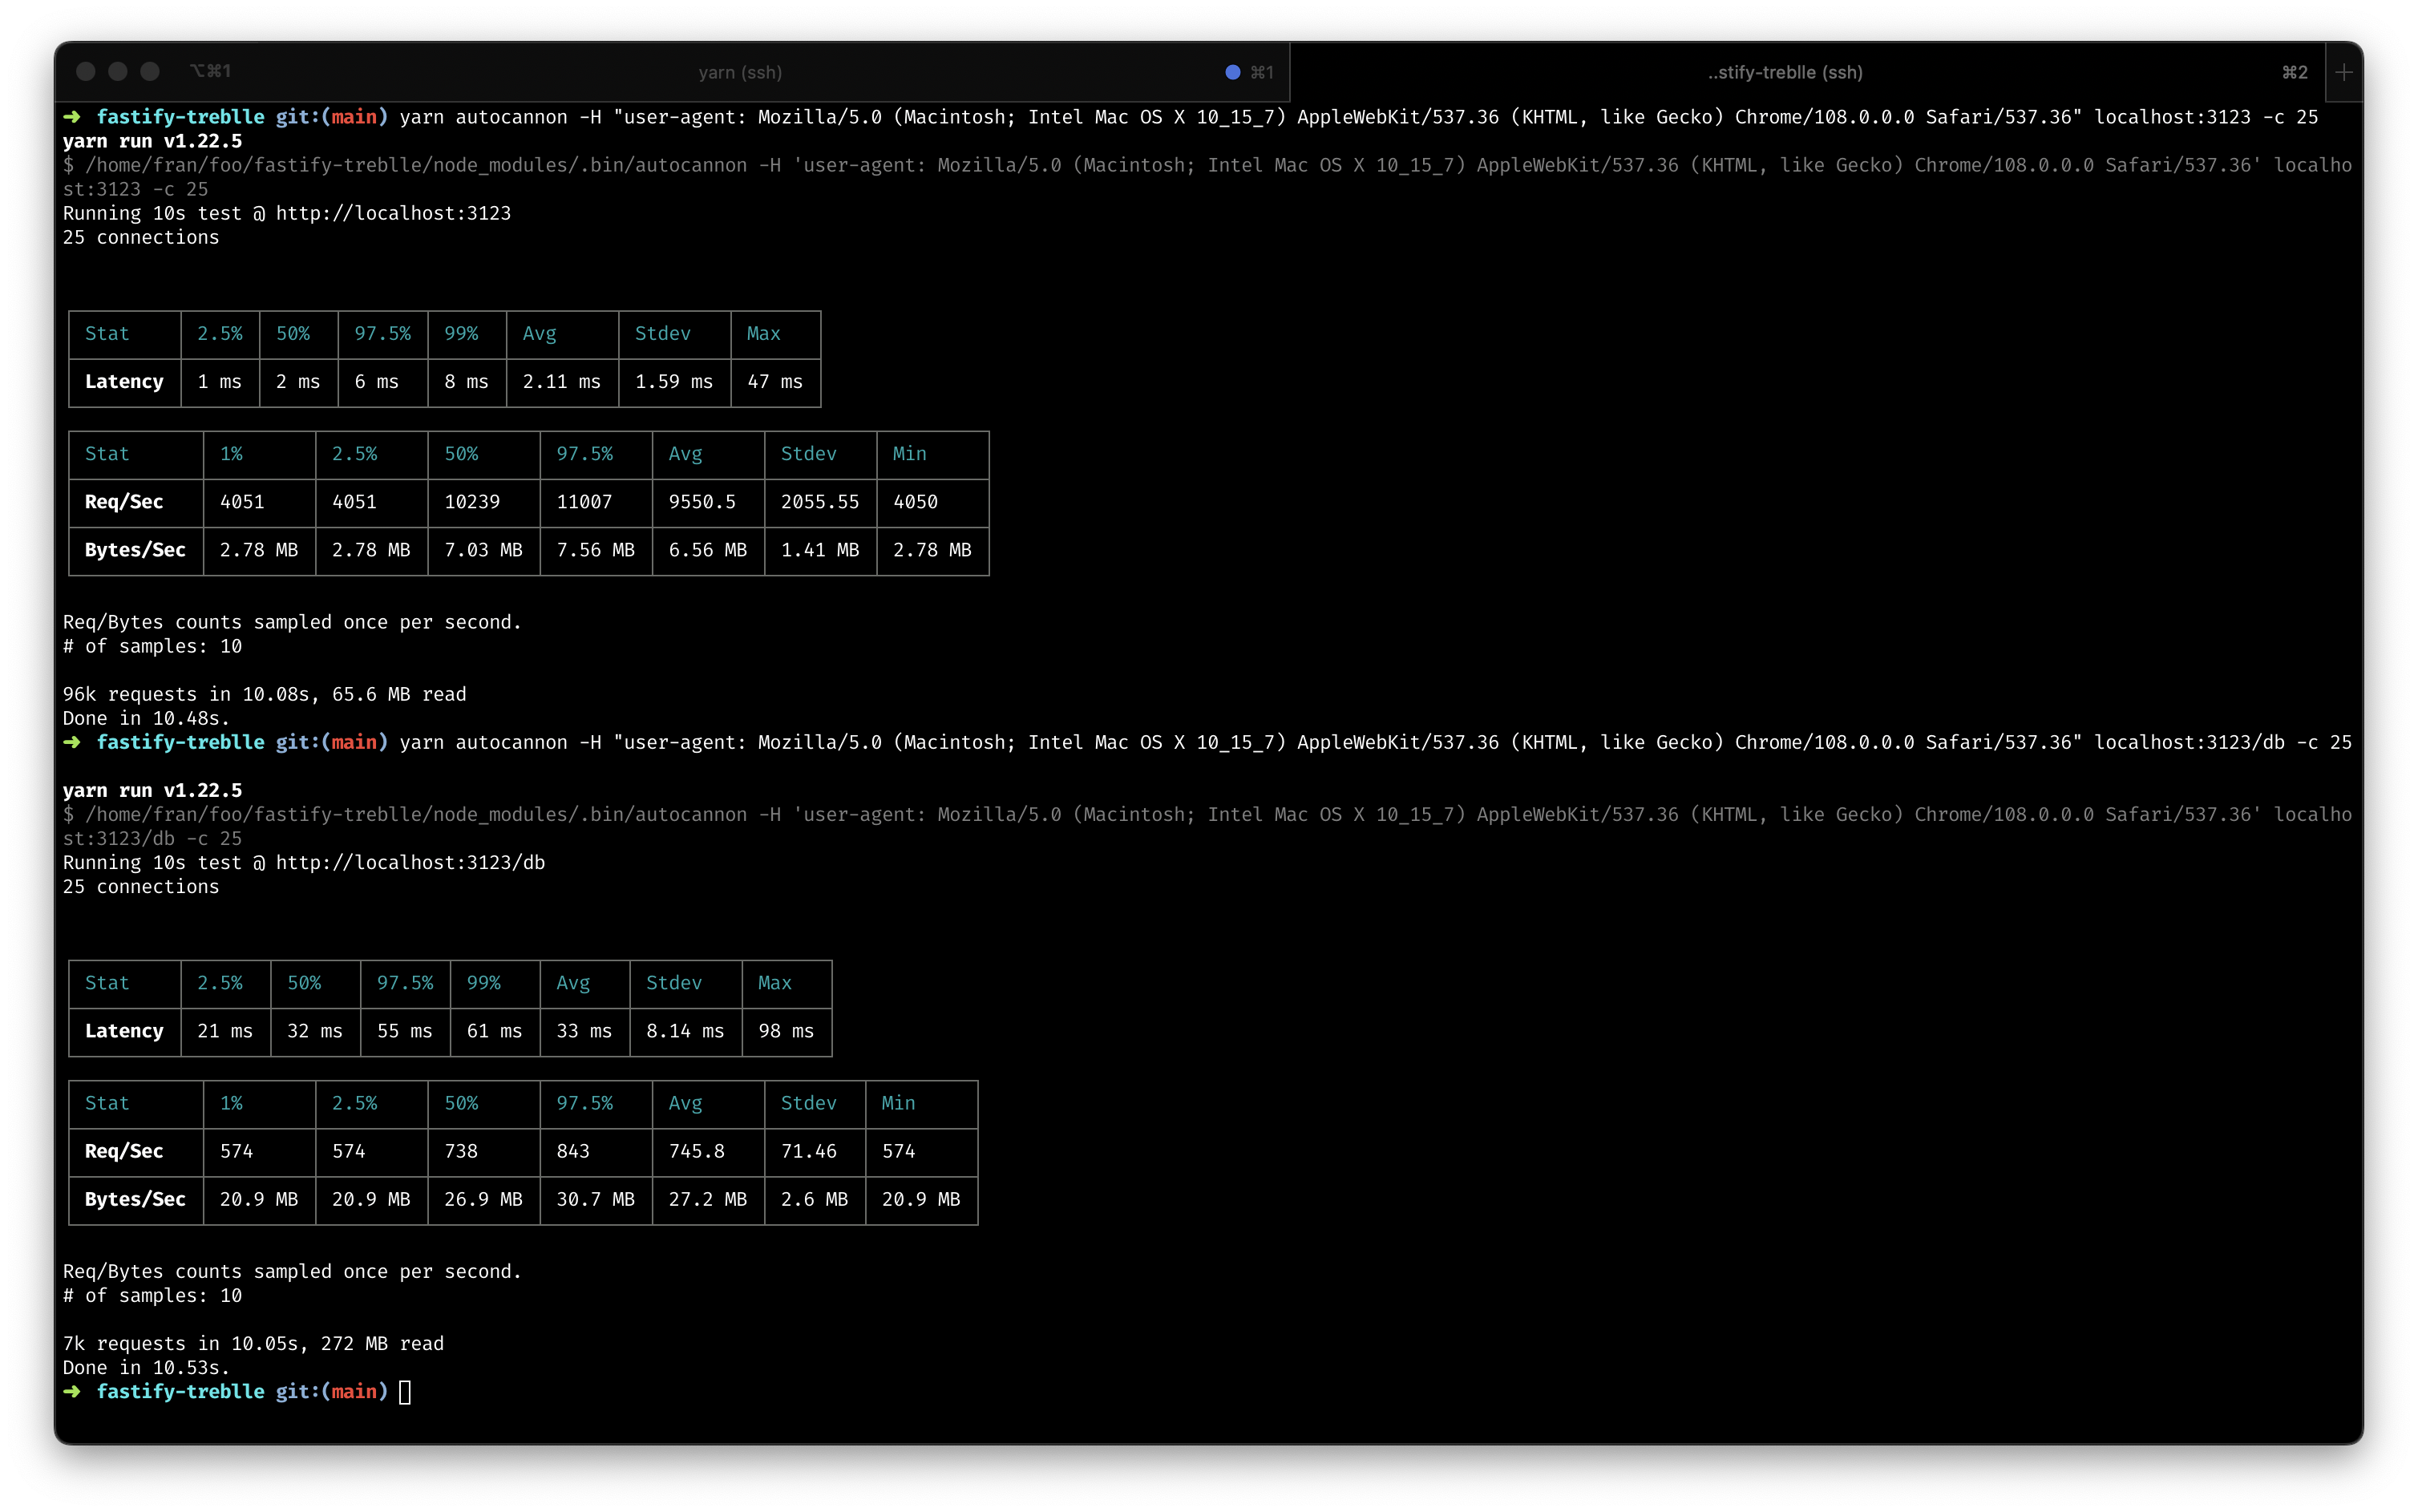 ⌥⌘1 yarn (ssh) ⌘1 ..stify-treblle (ssh) ⌘2 +
➜ fastify-treblle git:(main) yarn autocannon -H "user-agent: Mozilla/5.0 (Macintosh; Intel Mac OS X 10_15_7) AppleWebKit/537.36 (KHTML, like Gecko) Chrome/108.0.0.0 Safari/537.36" localhost:3123 -c 25
yarn run v1.22.5
$ /home/fran/foo/fastify-treblle/node_modules/.bin/autocannon -H 'user-agent: Mozilla/5.0 (Macintosh; Intel Mac OS X 10_15_7) AppleWebKit/537.36 (KHTML, like Gecko) Chrome/108.0.0.0 Safari/537.36' localho
st:3123 -c 25
Running 10s test @ http://localhost:3123
25 connections
Stat 2.5% 50% 97.5% 99% Avg Stdev Max
Latency 1 ms 2 ms 6 ms 8 ms 2.11 ms 1.59 ms 47 ms
Stat 1% 2.5% 50% 97.5% Avg Stdev Min
Req/Sec 4051 4051 10239 11007 9550.5 2055.55 4050
Bytes/Sec 2.78 MB 2.78 MB 7.03 MB 7.56 MB 6.56 MB 1.41 MB 2.78 MB
Req/Bytes counts sampled once per second.
# of samples: 10
96k requests in 10.08s, 65.6 MB read
Done in 10.48s.
➜ fastify-treblle git:(main) yarn autocannon -H "user-agent: Mozilla/5.0 (Macintosh; Intel Mac OS X 10_15_7) AppleWebKit/537.36 (KHTML, like Gecko) Chrome/108.0.0.0 Safari/537.36" localhost:3123/db -c 25
yarn run v1.22.5
$ /home/fran/foo/fastify-treblle/node_modules/.bin/autocannon -H 'user-agent: Mozilla/5.0 (Macintosh; Intel Mac OS X 10_15_7) AppleWebKit/537.36 (KHTML, like Gecko) Chrome/108.0.0.0 Safari/537.36' localho
st:3123/db -c 25
Running 10s test @ http://localhost:3123/db
25 connections
Stat 2.5% 50% 97.5% 99% Avg Stdev Max
Latency 21 ms 32 ms 55 ms 61 ms 33 ms 8.14 ms 98 ms
Stat 1% 2.5% 50% 97.5% Avg Stdev Min
Req/Sec 574 574 738 843 745.8 71.46 574
Bytes/Sec 20.9 MB 20.9 MB 26.9 MB 30.7 MB 27.2 MB 2.6 MB 20.9 MB
Req/Bytes counts sampled once per second.
# of samples: 10
7k requests in 10.05s, 272 MB read
Done in 10.53s.
➜ fastify-treblle git:(main)